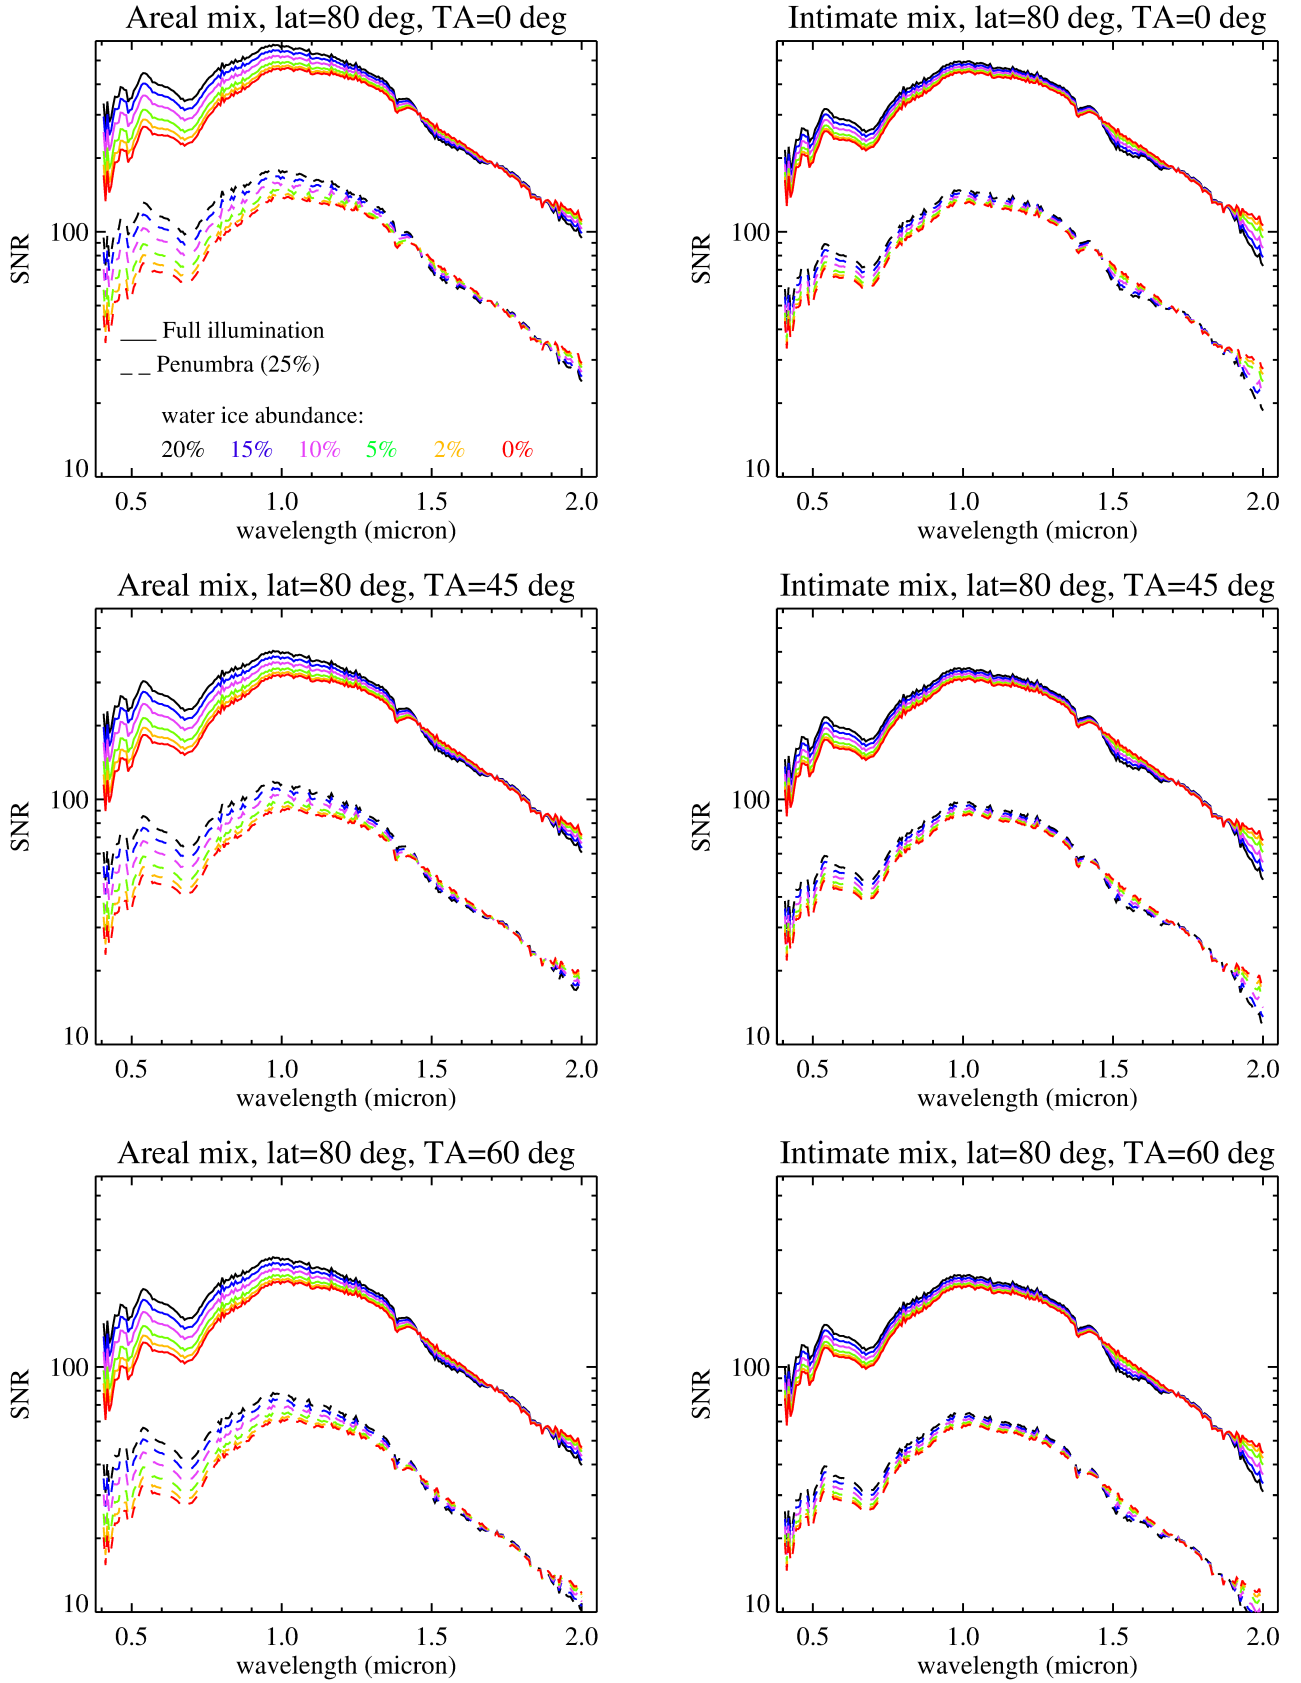 Areal mix, lat=80 deg, TA=0 deg
SNR
100
10
___ Full illumination
_ _ Penumbra (25%)
water ice abundance:
20% 15% 10% 5% 2% 0%
0.5 1.0 1.5 2.0
wavelength (micron)
Intimate mix, lat=80 deg, TA=0 deg
SNR
100
10
0.5 1.0 1.5 2.0
wavelength (micron)
Areal mix, lat=80 deg, TA=45 deg
SNR
100
10
0.5 1.0 1.5 2.0
wavelength (micron)
Intimate mix, lat=80 deg, TA=45 deg
SNR
100
10
0.5 1.0 1.5 2.0
wavelength (micron)
Areal mix, lat=80 deg, TA=60 deg
SNR
100
10
0.5 1.0 1.5 2.0
wavelength (micron)
Intimate mix, lat=80 deg, TA=60 deg
SNR
100
10
0.5 1.0 1.5 2.0
wavelength (micron)